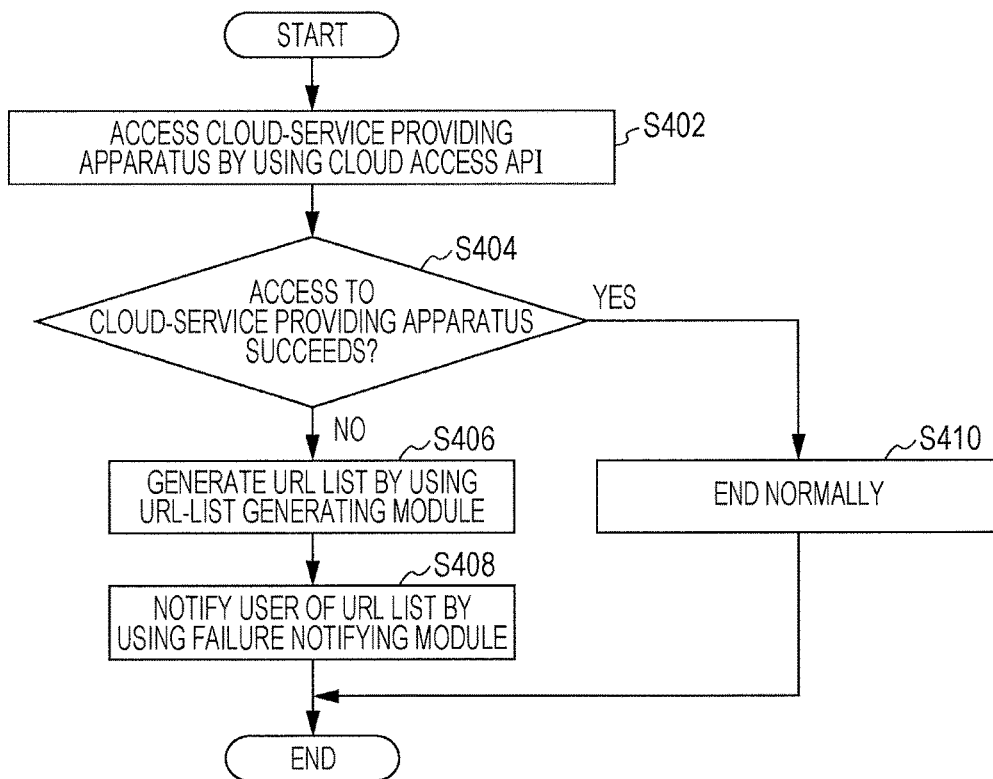 START
ACCESS CLOUD-SERVICE PROVIDING
APPARATUS BY USING CLOUD ACCESS API
S402
S404
ACCESS TO
CLOUD-SERVICE PROVIDING APPARATUS
SUCCEEDS?
YES
NO
S406
GENERATE URL LIST BY USING
URL-LIST GENERATING MODULE
S410
END NORMALLY
S408
NOTIFY USER OF URL LIST BY
USING FAILURE NOTIFYING MODULE
END